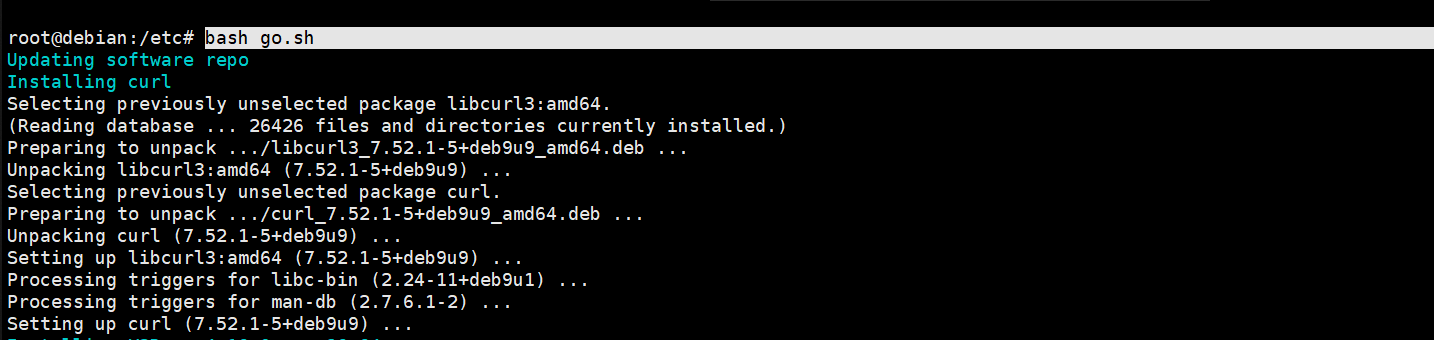 root@debian:/etc# bash go.sh
Updating software repo
Installing curl
Selecting previously unselected package libcurl3:amd64.
(Reading database ... 26426 files and directories currently installed.)
Preparing to unpack .../libcurl3_7.52.1-5+deb9u9_amd64.deb ...
Unpacking libcurl3:amd64 (7.52.1-5+deb9u9) ...
Selecting previously unselected package curl.
Preparing to unpack .../curl_7.52.1-5+deb9u9_amd64.deb ...
Unpacking curl (7.52.1-5+deb9u9) ...
Setting up libcurl3:amd64 (7.52.1-5+deb9u9) ...
Processing triggers for libc-bin (2.24-11+deb9u1) ...
Processing triggers for man-db (2.7.6.1-2) ...
Setting up curl (7.52.1-5+deb9u9) ...